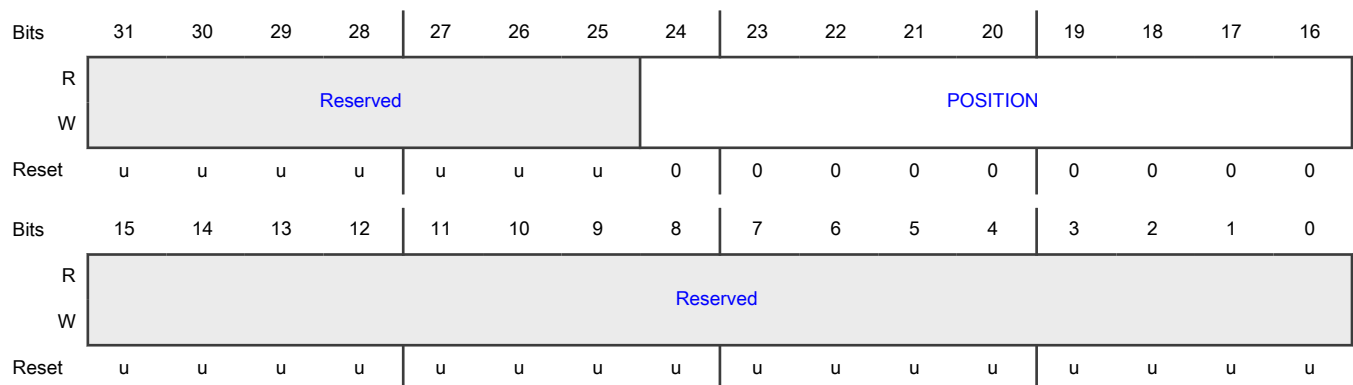 Bits 31 30 29 28 27 26 25 24 23 22 21 20 19 18 17 16
R
Reserved POSITION
W
Reset u u u u u u u 0 0 0 0 0 0 0 0 0
Bits 15 14 13 12 11 10 9 8 7 6 5 4 3 2 1 0
R
Reserved
W
Reset u u u u u u u u u u u u u u u u